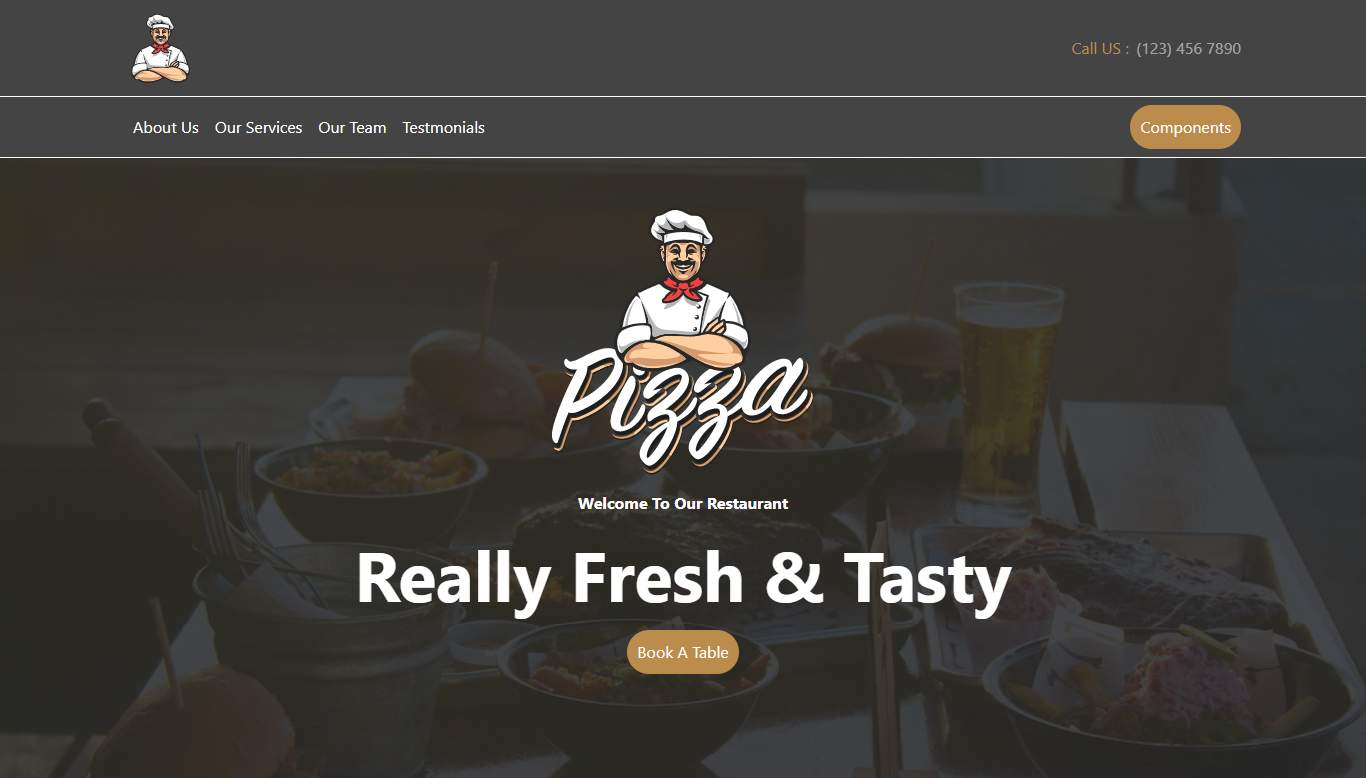 Call US : (123) 456 7890
About Us Our Services Our Team Testmonials Components
Pizza
Welcome To Our Restaurant
Really Fresh & Tasty
Book A Table